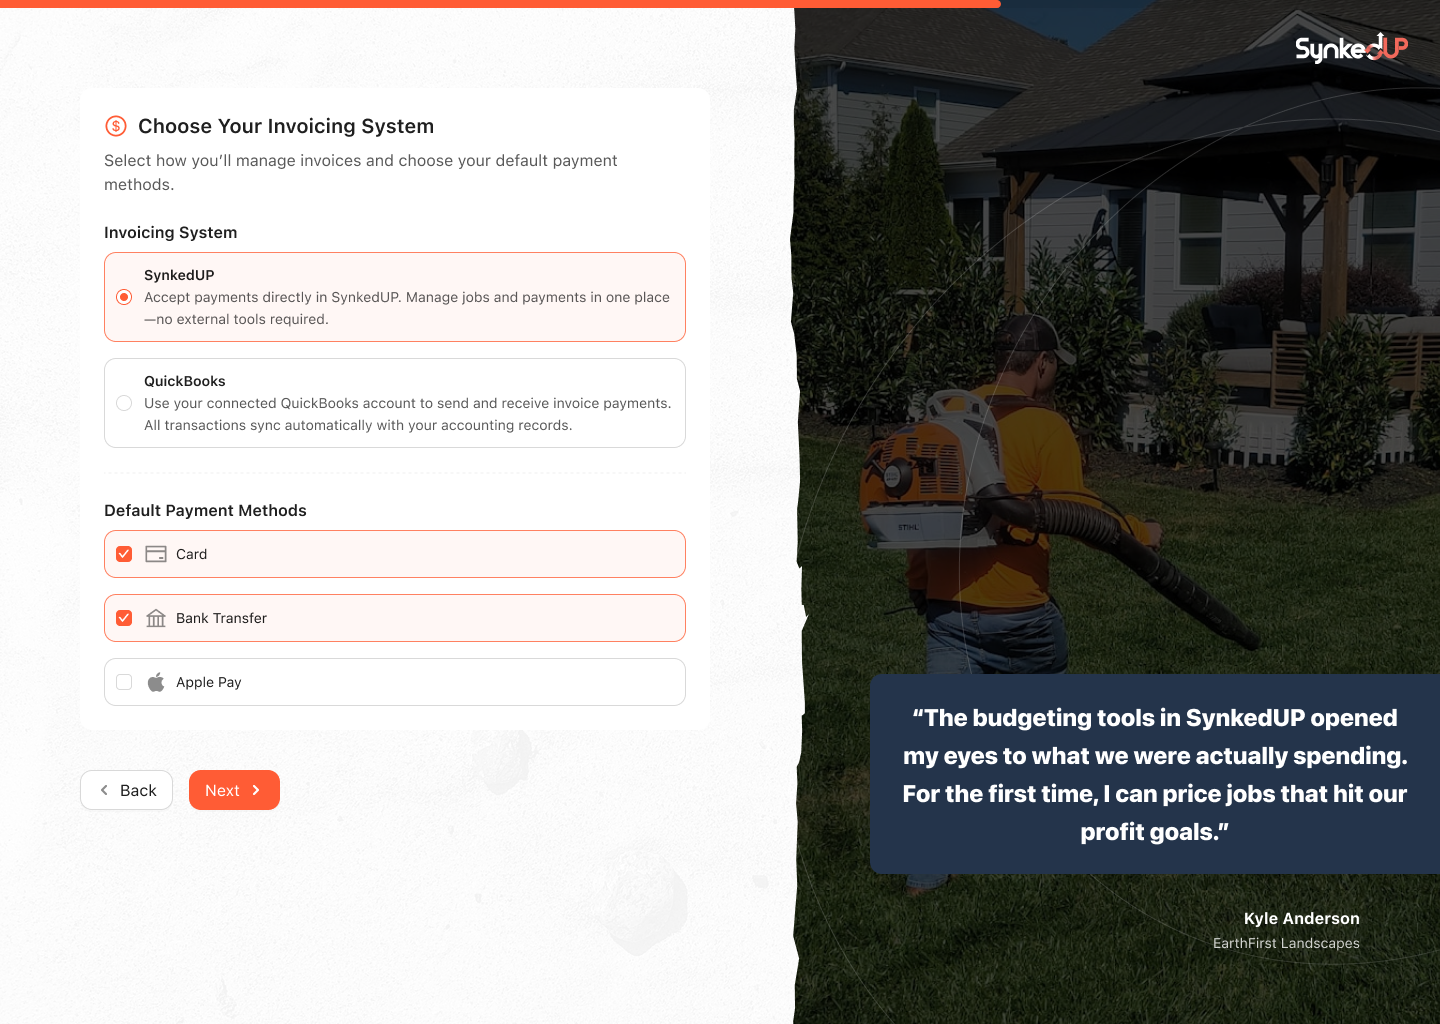 SynkedUP
$ Choose Your Invoicing System
Select how you’ll manage invoices and choose your default payment
methods.
Invoicing System
SynkedUP
Accept payments directly in SynkedUP. Manage jobs and payments in one place
—no external tools required.
QuickBooks
Use your connected QuickBooks account to send and receive invoice payments.
All transactions sync automatically with your accounting records.
Default Payment Methods
Card
Bank Transfer
Apple Pay
Back
Next
STIHL
“The budgeting tools in SynkedUP opened
my eyes to what we were actually spending.
For the first time, I can price jobs that hit our
profit goals.”
Kyle Anderson
EarthFirst Landscapes